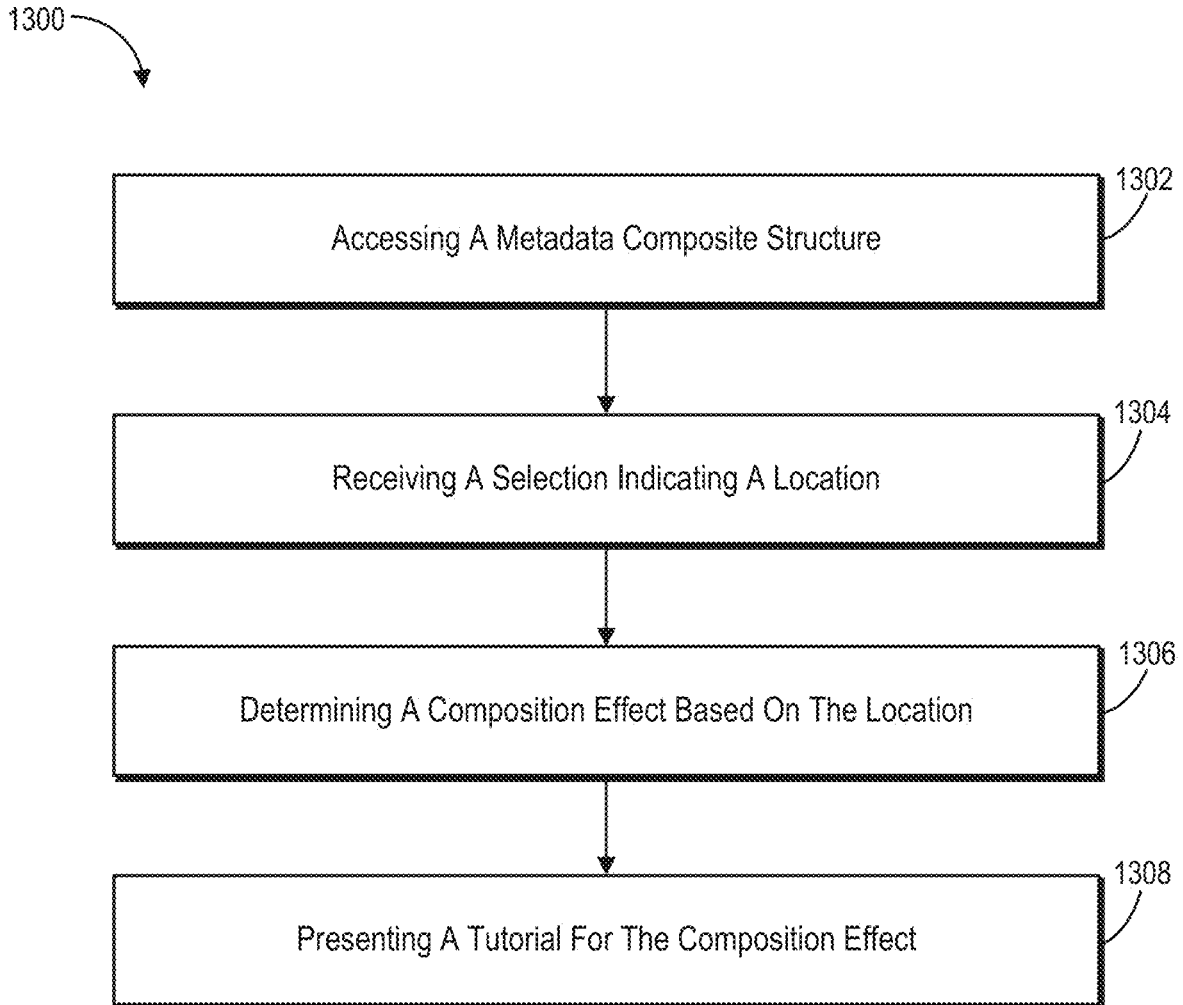 1300
1302
Accessing A Metadata Composite Structure
1304
Receiving A Selection Indicating A Location
1306
Determining A Composition Effect Based On The Location
1308
Presenting A Tutorial For The Composition Effect